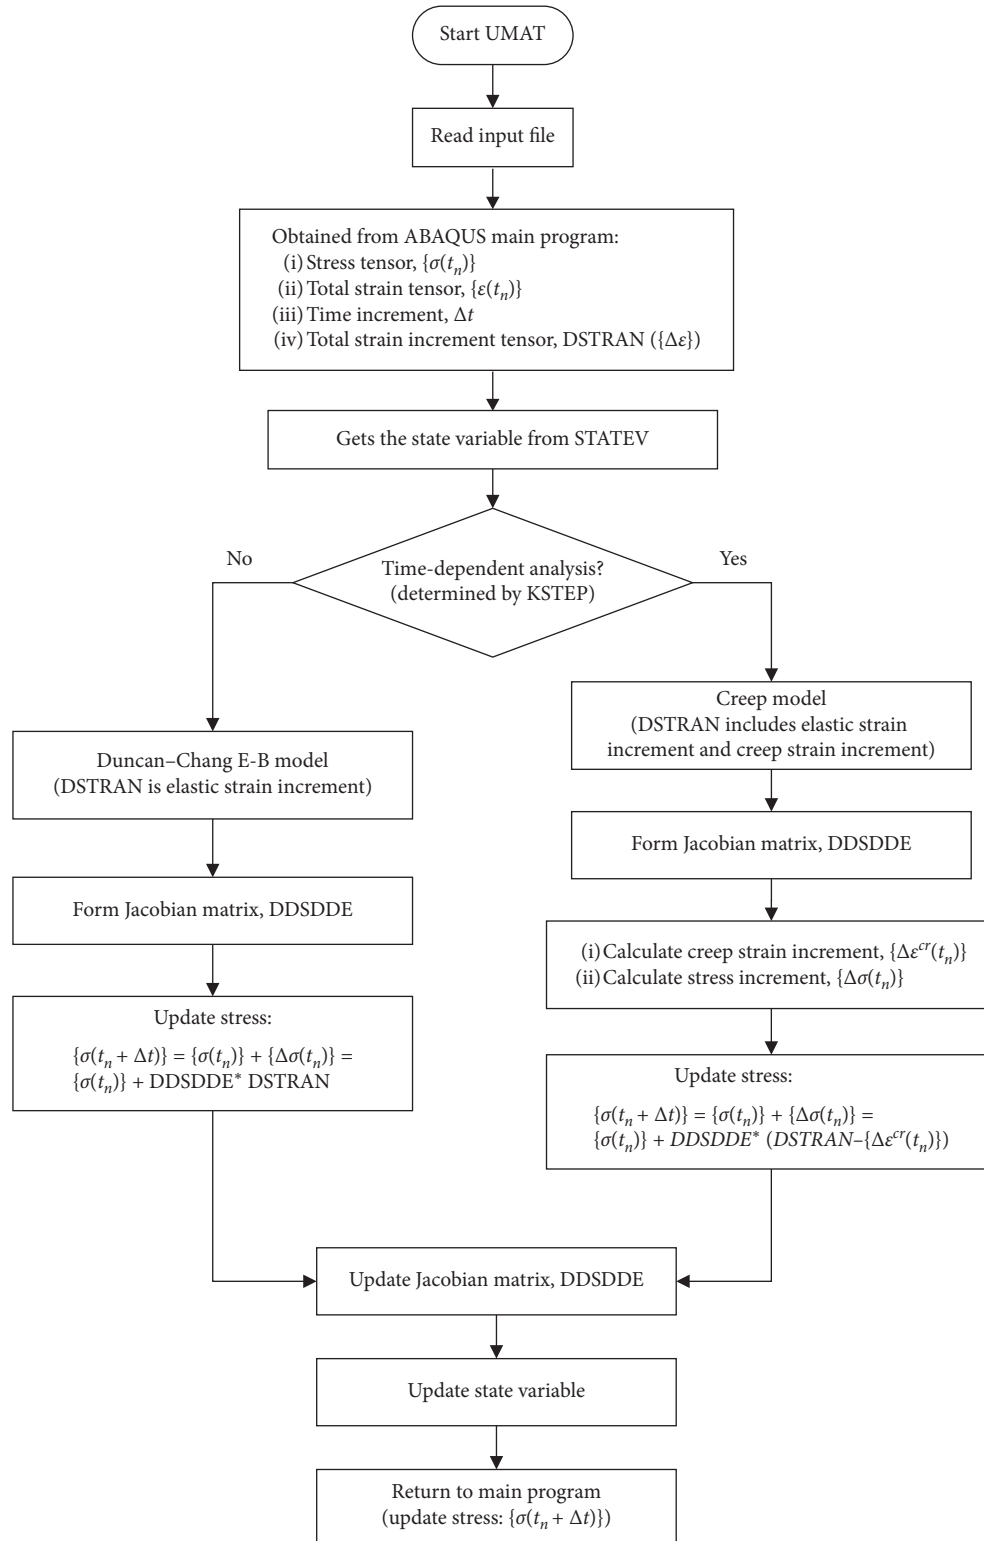 Start UMAT
Read input file
Obtained from ABAQUS main program:
(i) Stress tensor, {σ(tₙ)}
(ii) Total strain tensor, {ε(tₙ)}
(iii) Time increment, Δt
(iv) Total strain increment tensor, DSTRAN ({Δε})
Gets the state variable from STATEV
Time-dependent analysis?
(determined by KSTEP)
No
Yes
Duncan–Chang E-B model
(DSTRAN is elastic strain increment)
Form Jacobian matrix, DDSDDE
Update stress:
{σ(tₙ + Δt)} = {σ(tₙ)} + {Δσ(tₙ)} =
{σ(tₙ)} + DDSDDE* DSTRAN
Creep model
(DSTRAN includes elastic strain
increment and creep strain increment)
Form Jacobian matrix, DDSDDE
(i) Calculate creep strain increment, {Δε^cr(tₙ)}
(ii) Calculate stress increment, {Δσ(tₙ)}
Update stress:
{σ(tₙ + Δt)} = {σ(tₙ)} + {Δσ(tₙ)} =
{σ(tₙ)} + DDSDDE* (DSTRAN–{Δε^cr(tₙ)})
Update Jacobian matrix, DDSDDE
Update state variable
Return to main program
(update stress: {σ(tₙ + Δt)})